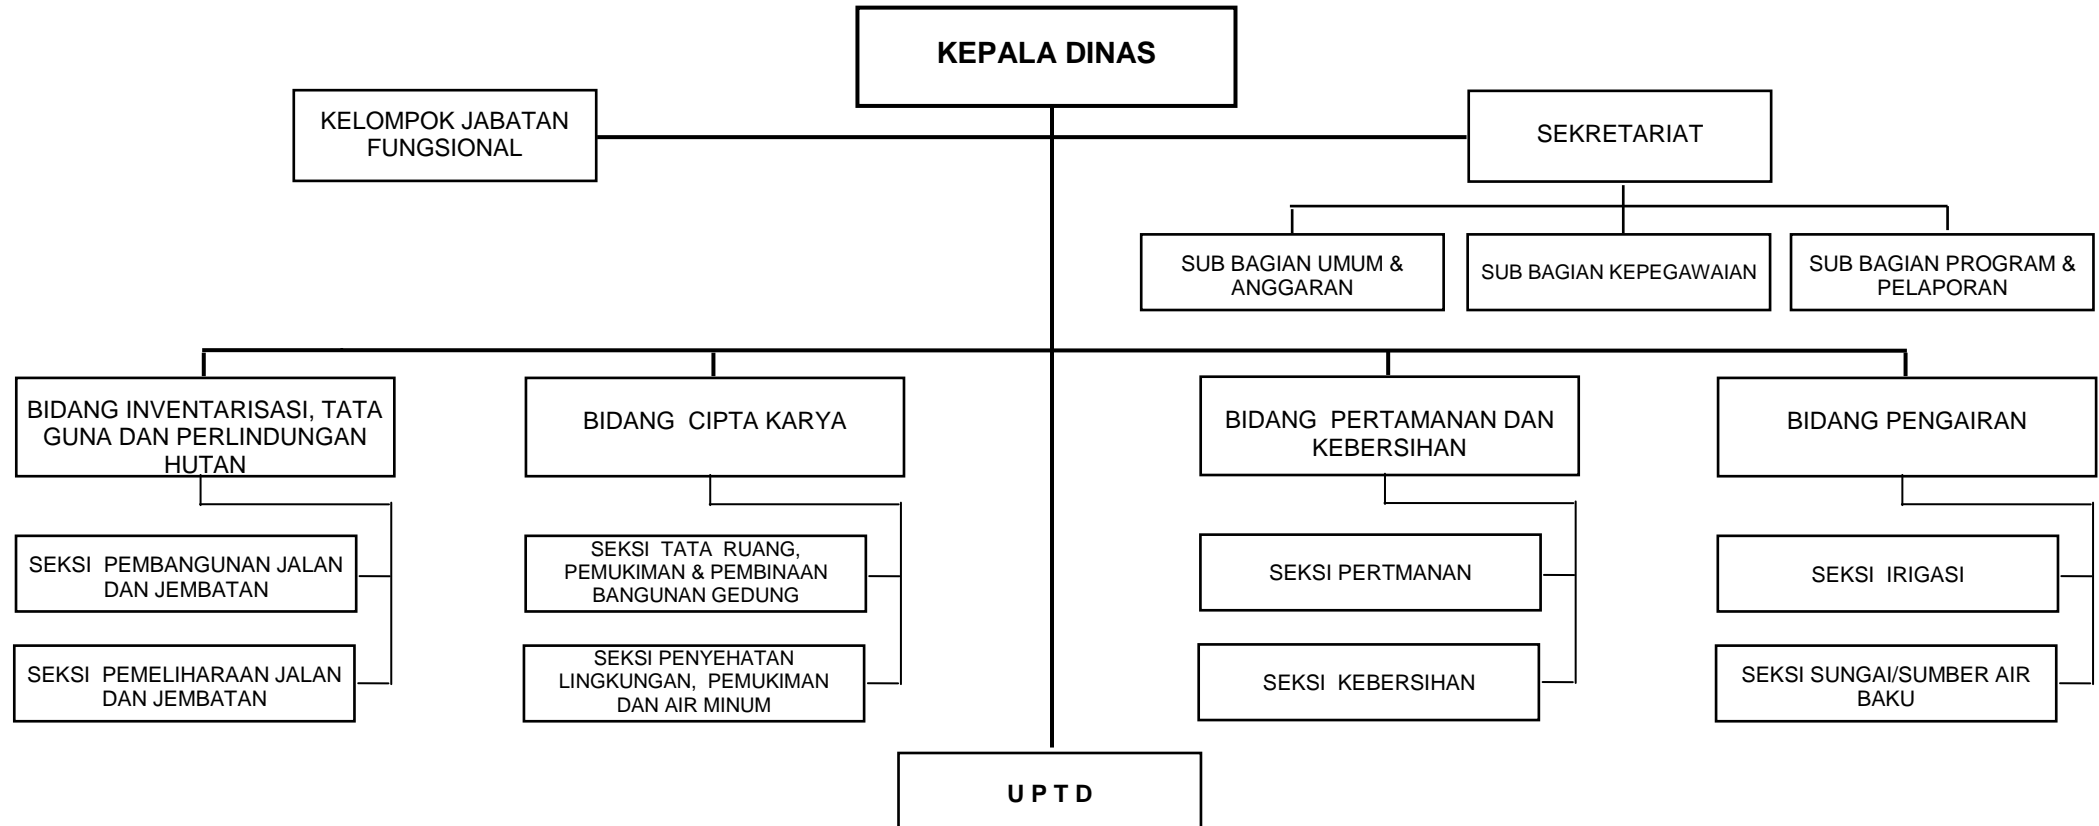 KEPALA DINAS
KELOMPOK JABATAN
FUNGSIONAL
SEKRETARIAT
SUB BAGIAN UMUM &
ANGGARAN
SUB BAGIAN KEPEGAWAIAN
SUB BAGIAN PROGRAM &
PELAPORAN
BIDANG INVENTARISASI, TATA
GUNA DAN PERLINDUNGAN
HUTAN
BIDANG CIPTA KARYA
BIDANG PERTAMANAN DAN
KEBERSIHAN
BIDANG PENGAIRAN
SEKSI PEMBANGUNAN JALAN
DAN JEMBATAN
SEKSI TATA RUANG,
PEMUKIMAN & PEMBINAAN
BANGUNAN GEDUNG
SEKSI PERTMANAN
SEKSI IRIGASI
SEKSI PEMELIHARAAN JALAN
DAN JEMBATAN
SEKSI PENYEHATAN
LINGKUNGAN, PEMUKIMAN
DAN AIR MINUM
SEKSI KEBERSIHAN
SEKSI SUNGAI/SUMBER AIR
BAKU
U P T D